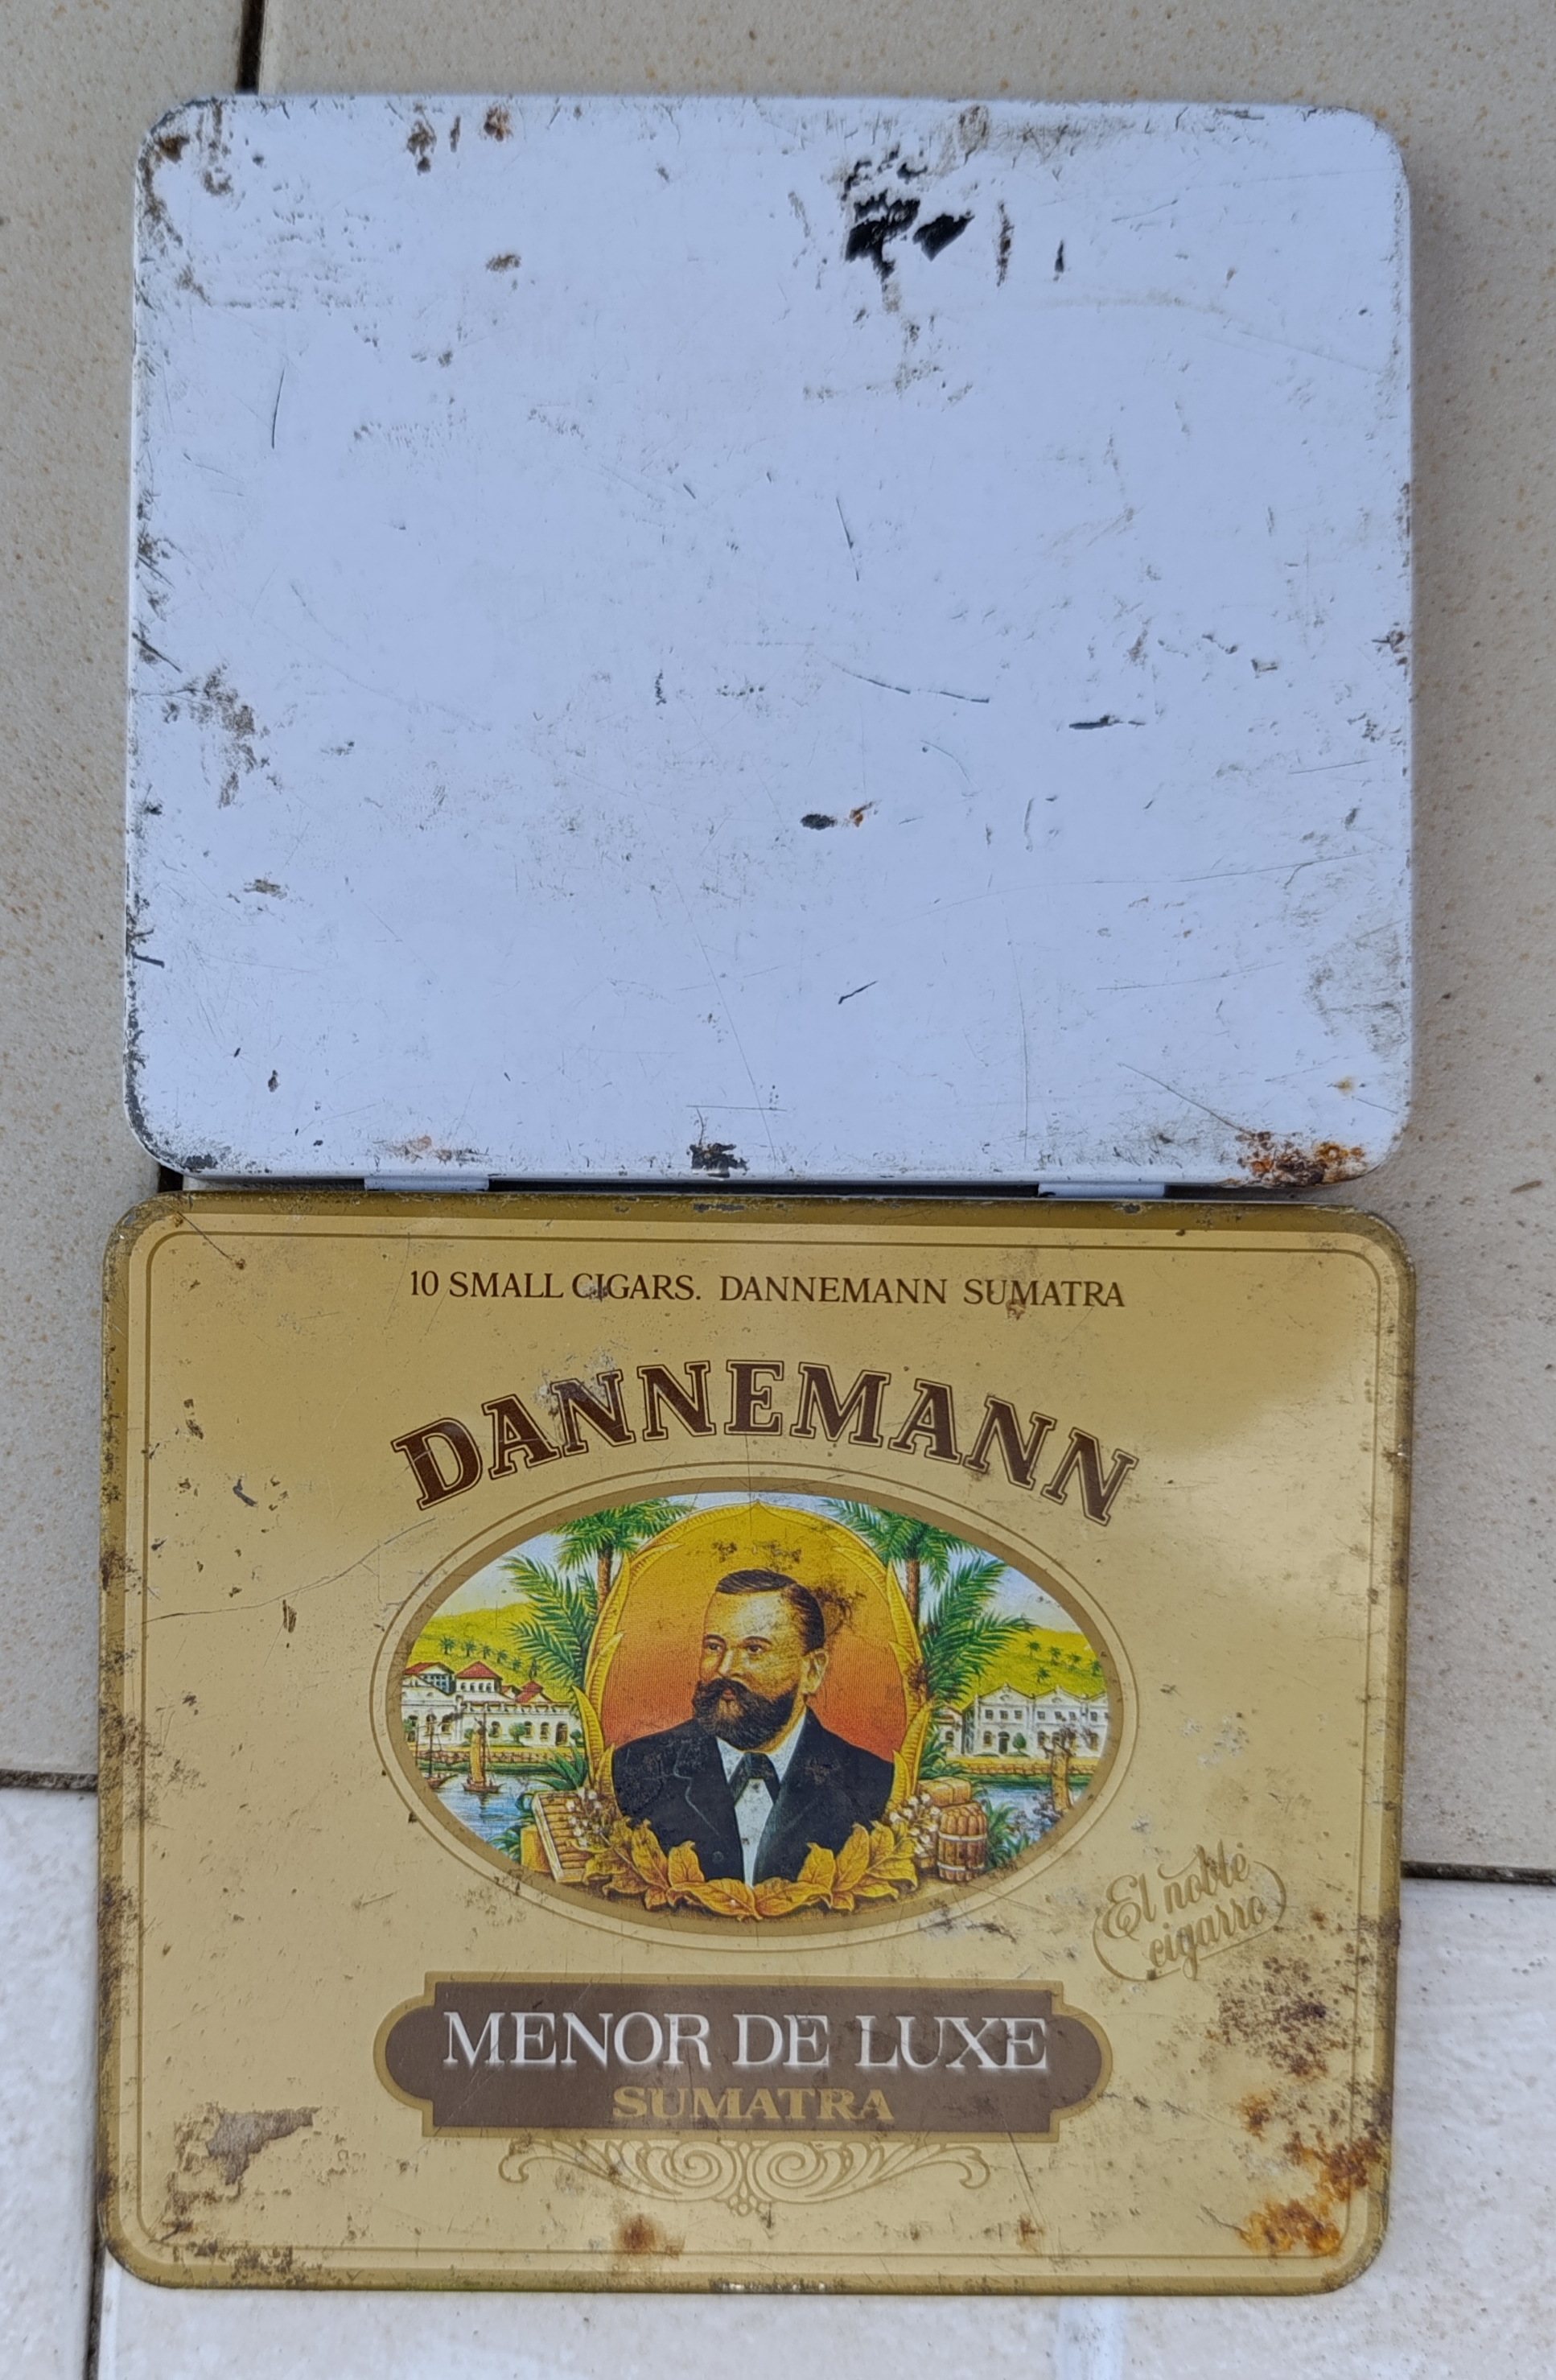 10 SMALL CIGARS. DANNEMANN SUMATRA
DANNEMANN
El noble
cigarro
MENOR DE LUXE
SUMATRA